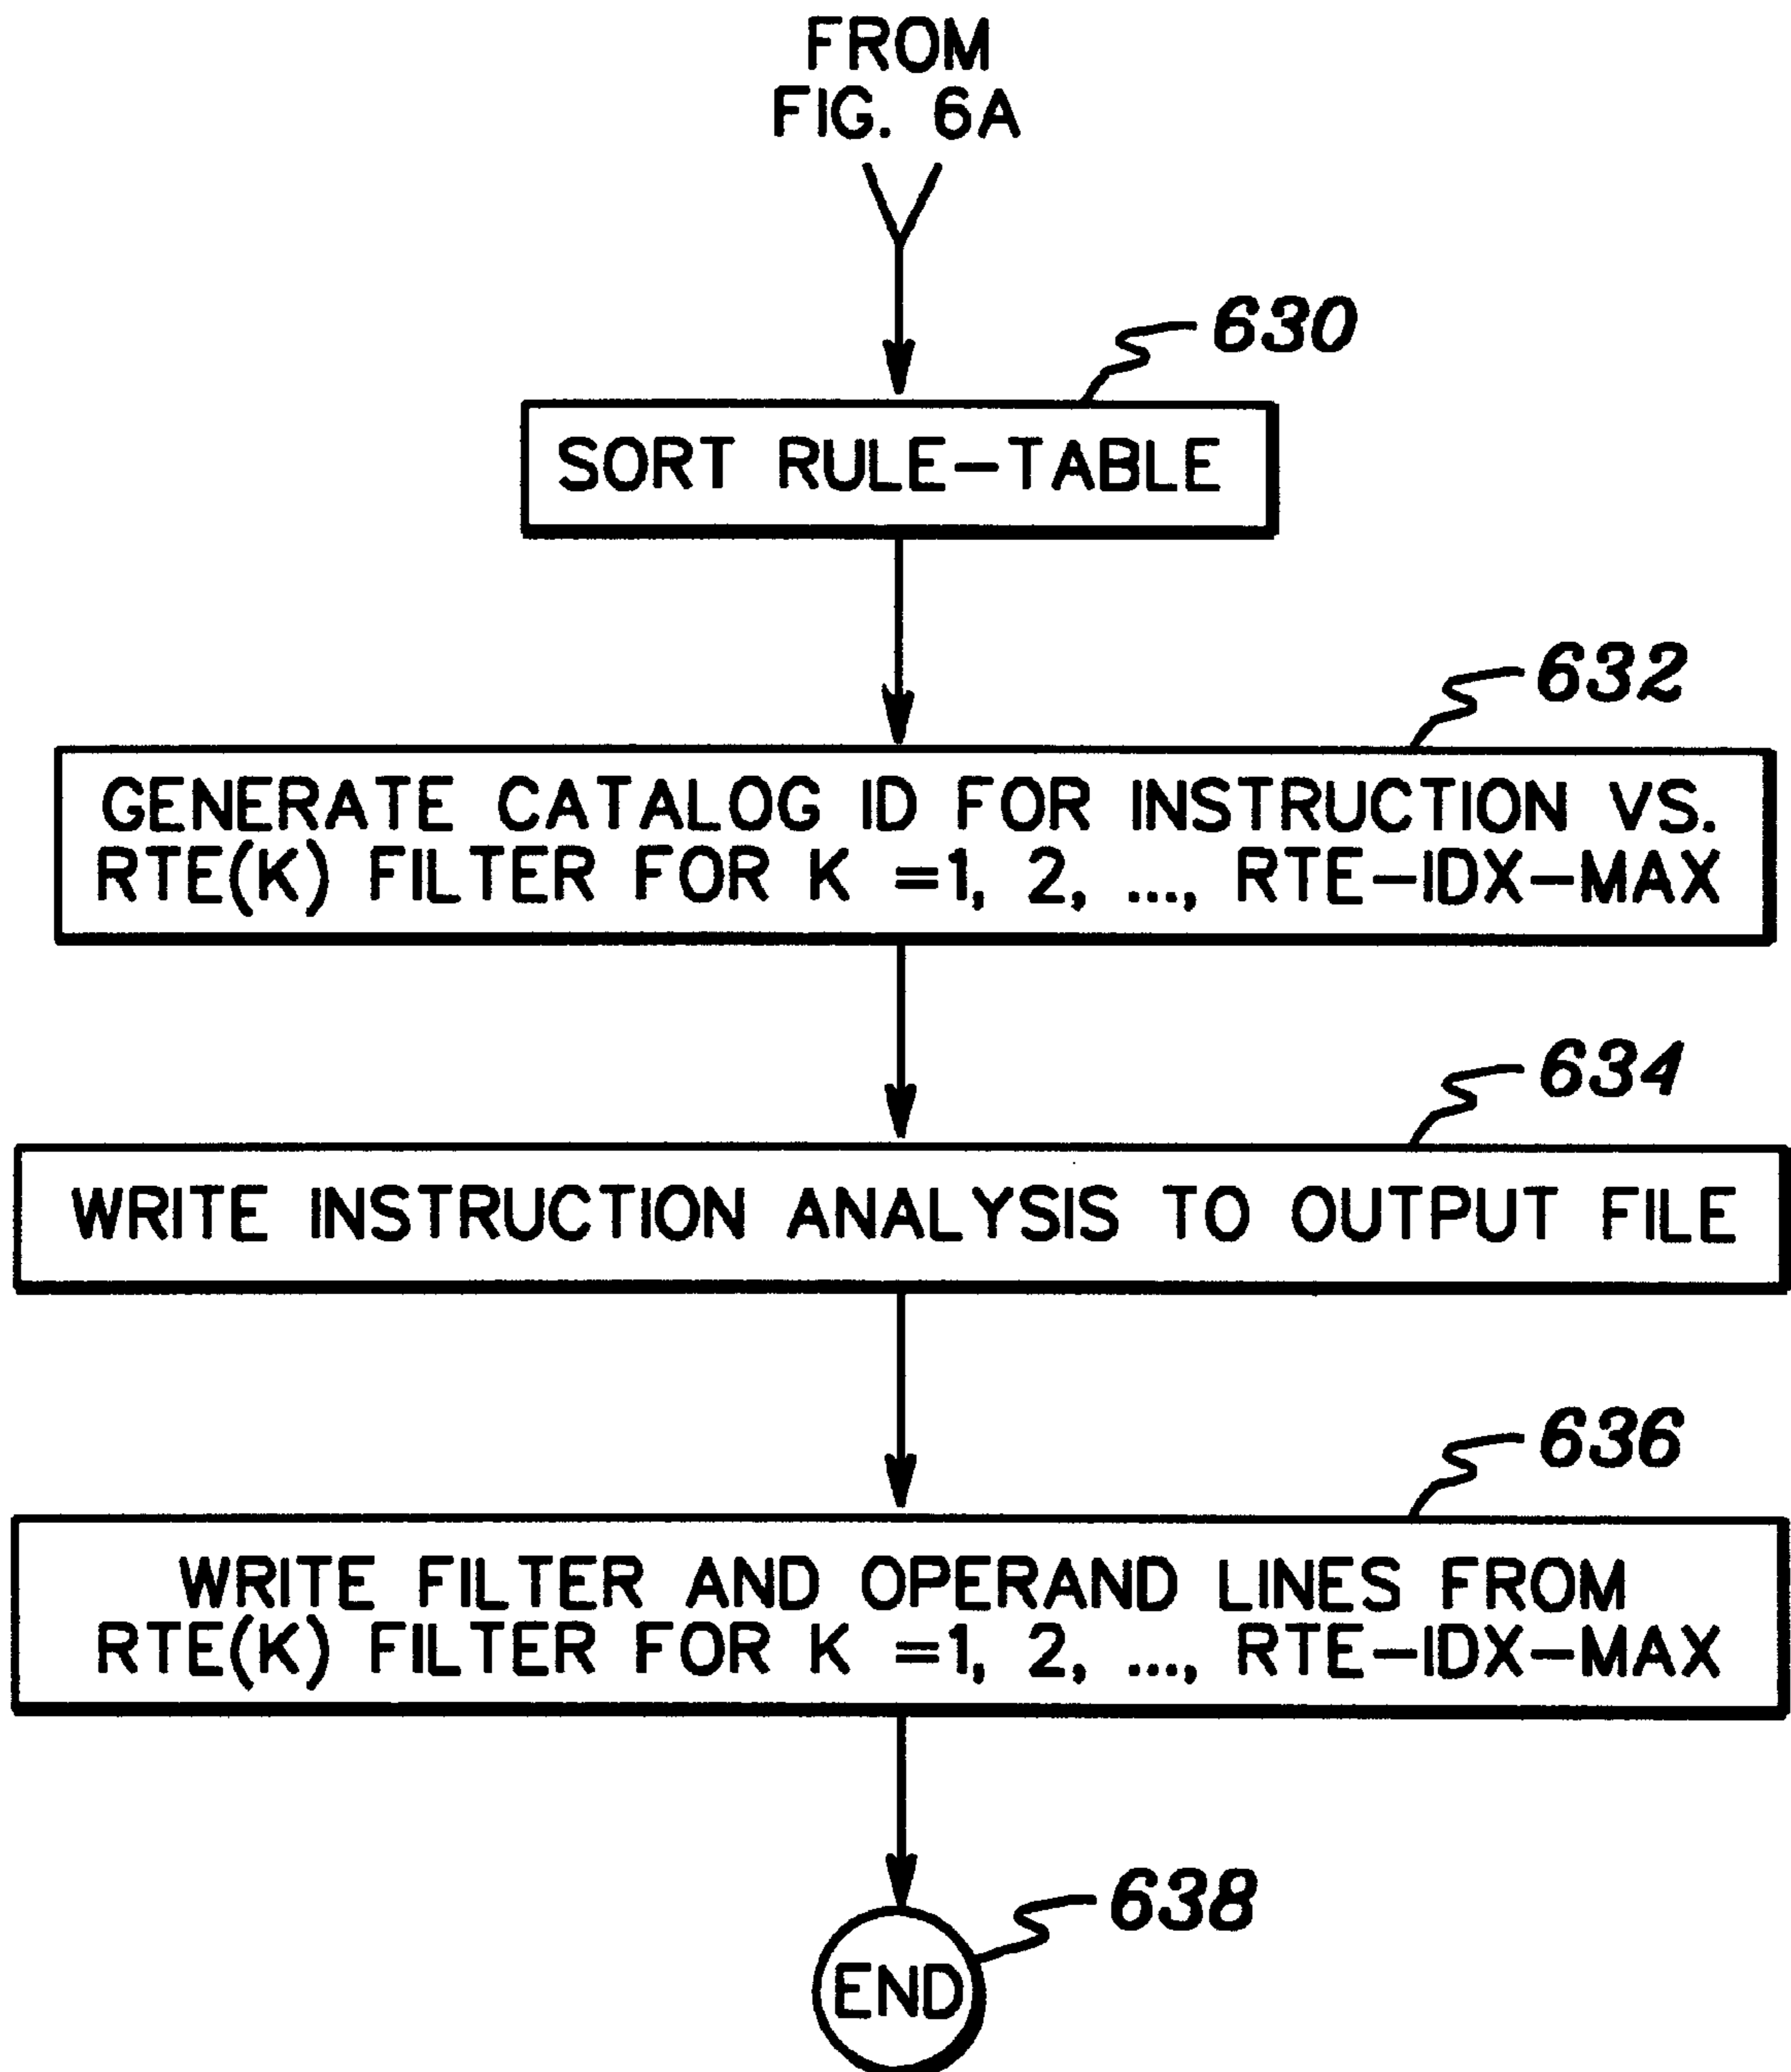 FROM
FIG. 6A
630
SORT RULE-TABLE
632
GENERATE CATALOG ID FOR INSTRUCTION VS.
RTE(K) FILTER FOR K =1, 2, ..., RTE-IDX-MAX
634
WRITE INSTRUCTION ANALYSIS TO OUTPUT FILE
636
WRITE FILTER AND OPERAND LINES FROM
RTE(K) FILTER FOR K =1, 2, ..., RTE-IDX-MAX
638
END